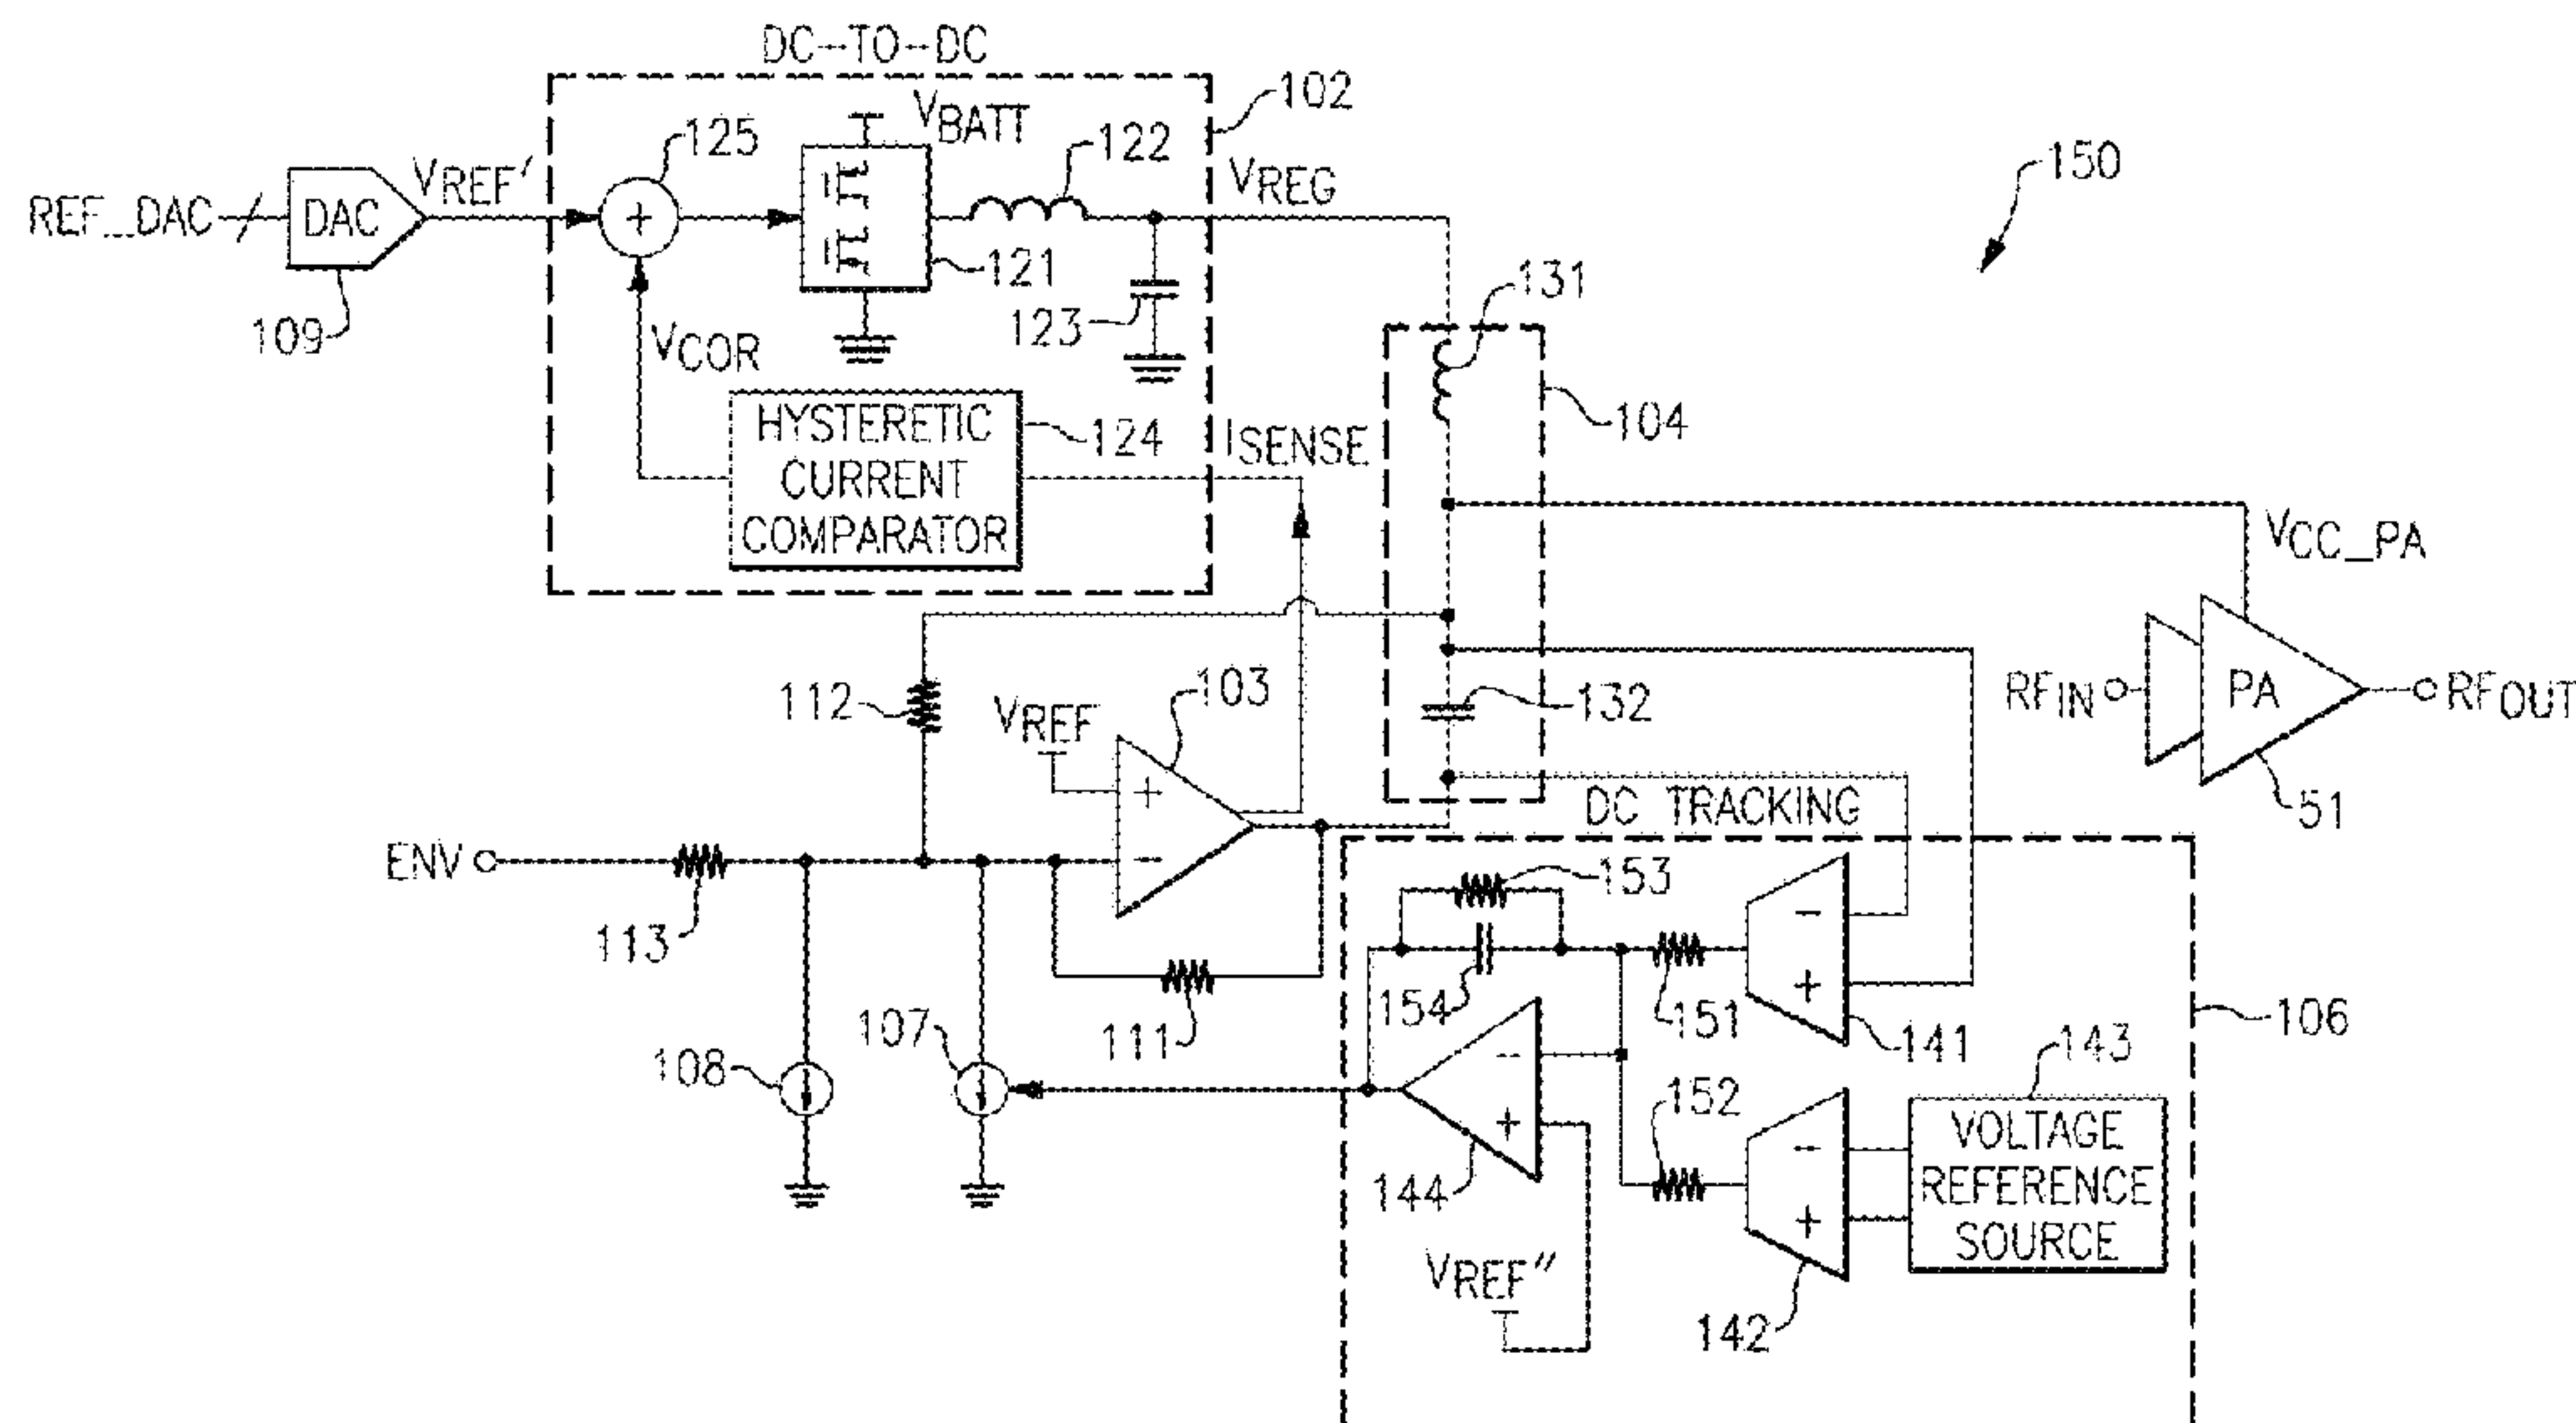 DC-TO-DC
102
125
VBATT
122
150
REF_DAC
DAC
VREF'
+
VREG
121
109
123
131
VCOR
HYSTERETIC
CURRENT
COMPARATOR
124
ISENSE
104
VCC_PA
112
VREF
103
132
RFIN
PA
RFOUT
+
-
DC TRACKING
51
ENV
113
153
-
+
154
151
141
106
111
107
108
-
+
144
152
143
VOLTAGE
REFERENCE
SOURCE
-
+
VREF"
142